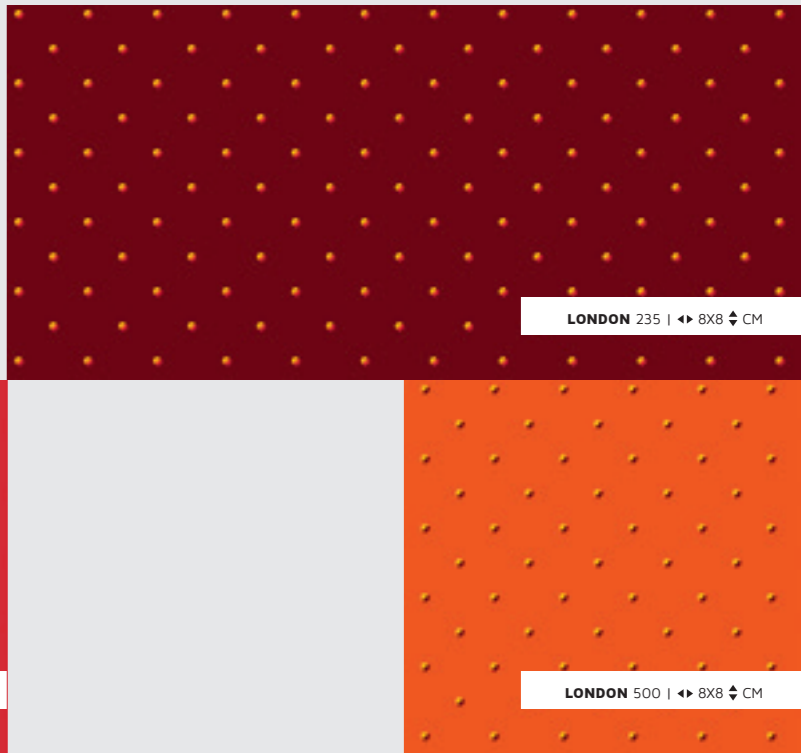 LONDON 235 | ◄► 8X8 ▲▼ CM
LONDON 500 | ◄► 8X8 ▲▼ CM